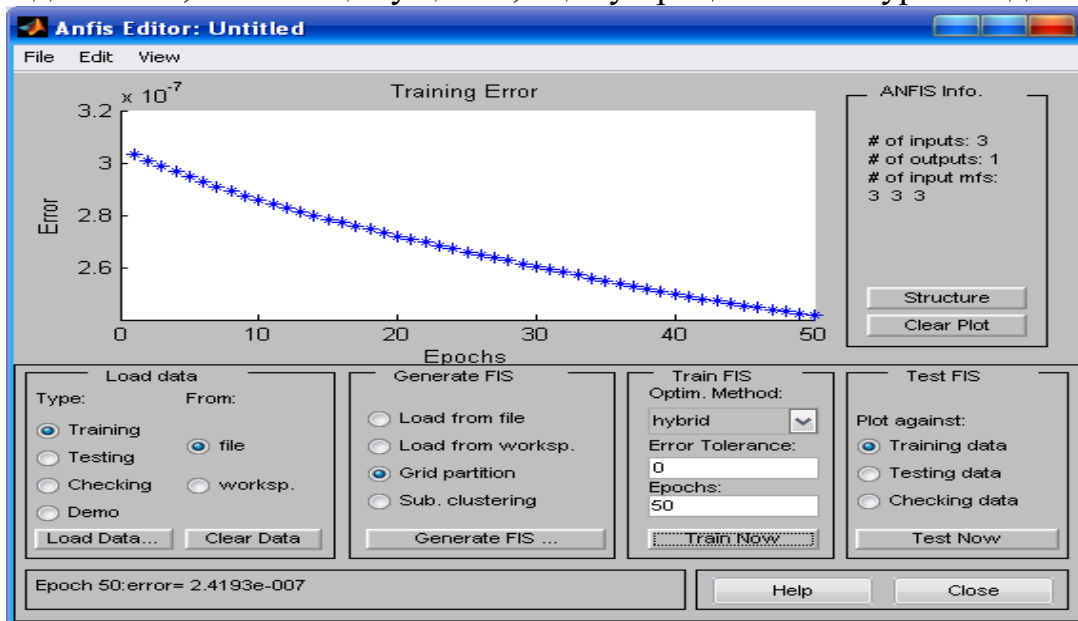 Anfis Editor: Untitled
File Edit View
Training Error
x 10-7
3.2
3
2.8
2.6
Error
0 10 20 30 40 50
Epochs
ANFIS Info.
# of inputs: 3
# of outputs: 1
# of input mfs:
3 3 3
Structure
Clear Plot
Load data
Type: From:
Training
Testing
Checking
Demo
file
worksp.
Load Data... Clear Data
Generate FIS
Load from file
Load from worksp.
Grid partition
Sub. clustering
Generate FIS ...
Train FIS
Optim. Method:
hybrid
Error Tolerance:
0
Epochs:
50
Train Now
Test FIS
Plot against:
Training data
Testing data
Checking data
Test Now
Epoch 50:error= 2.4193e-007
Help Close